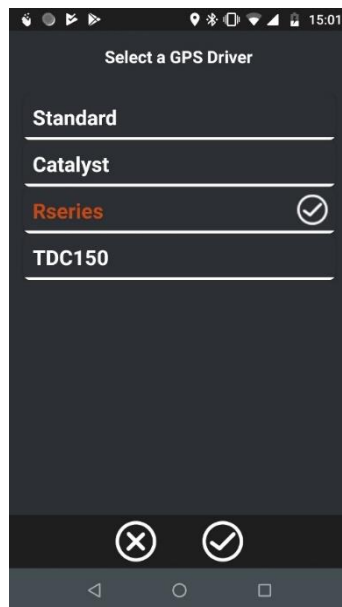 15:01
Select a GPS Driver
Standard
Catalyst
Rseries
TDC150